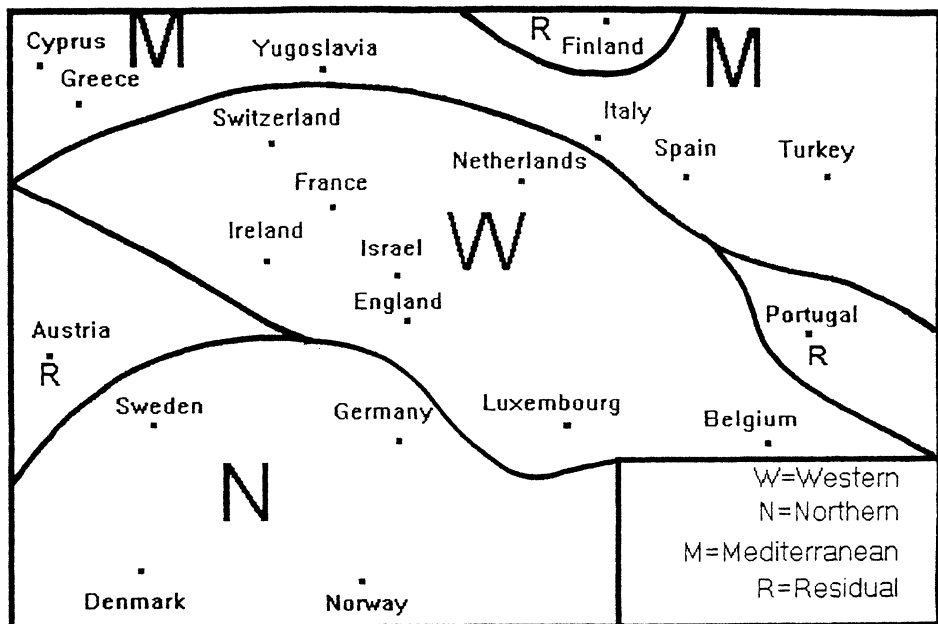 Cyprus
M
Yugoslavia
R
Finland
M
Greece
Switzerland
Italy
Netherlands
Spain
Turkey
France
Ireland
Israel
W
England
Austria
R
Portugal
R
Sweden
Germany
Luxembourg
Belgium
N
W=Western
N=Northern
M=Mediterranean
R=Residual
Denmark
Norway